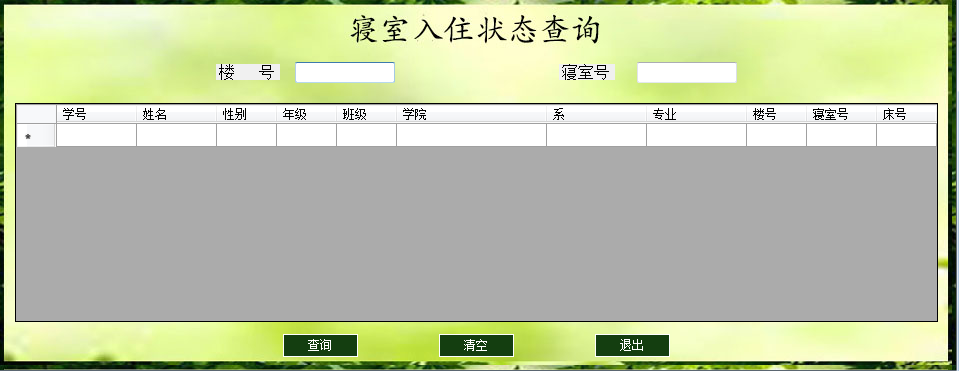 寝室入住状态查询
楼 号 寝室号
学号 姓名 性别 年级 班级 学院 系 专业 楼号 寝室号 床号
*
查询 清空 退出